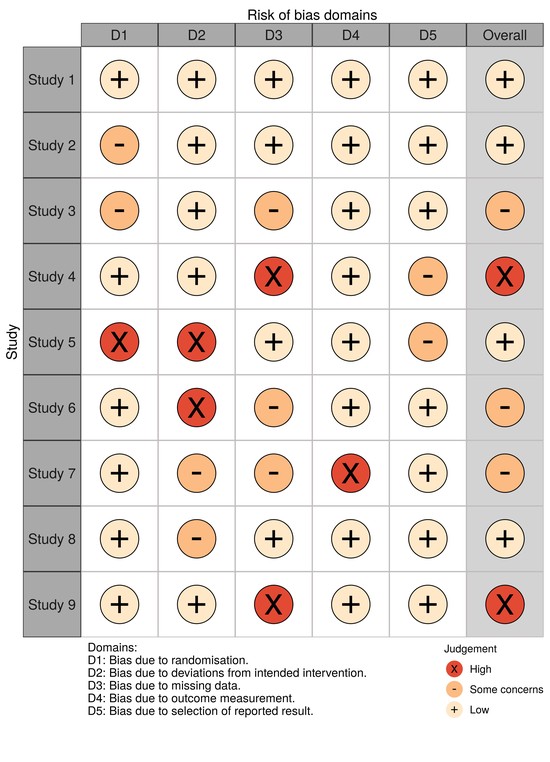 Risk of bias domains
D1 D2 D3 D4 D5 Overall
Study 1 + + + + + +
Study 2 - + + + + +
Study 3 - + - + + -
Study 4 + + X + - X
Study 5 X X + + - +
Study 6 + X - + + -
Study 7 + - - X + -
Study 8 + - + + + +
Study 9 + + X + + X
Study
Domains:
D1: Bias due to randomisation.
D2: Bias due to deviations from intended intervention.
D3: Bias due to missing data.
D4: Bias due to outcome measurement.
D5: Bias due to selection of reported result.
Judgement
X High
- Some concerns
+ Low